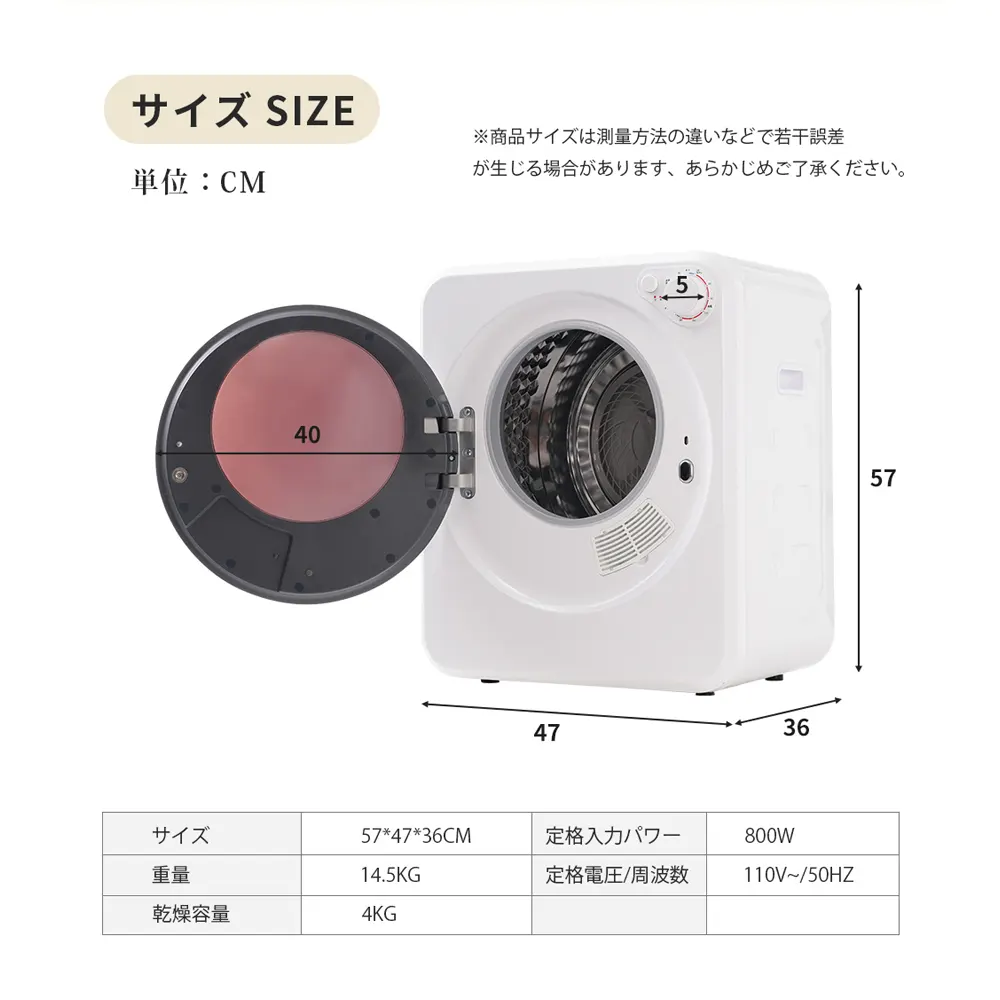 サイズ SIZE
単位：CM
※商品サイズは測量方法の違いなどで若干誤差
が生じる場合があります、あらかじめご了承ください。
5
40
57
47
36
サイズ 57*47*36CM 定格入力パワー 800W
重量 14.5KG 定格電圧/周波数 110V~/50HZ
乾燥容量 4KG